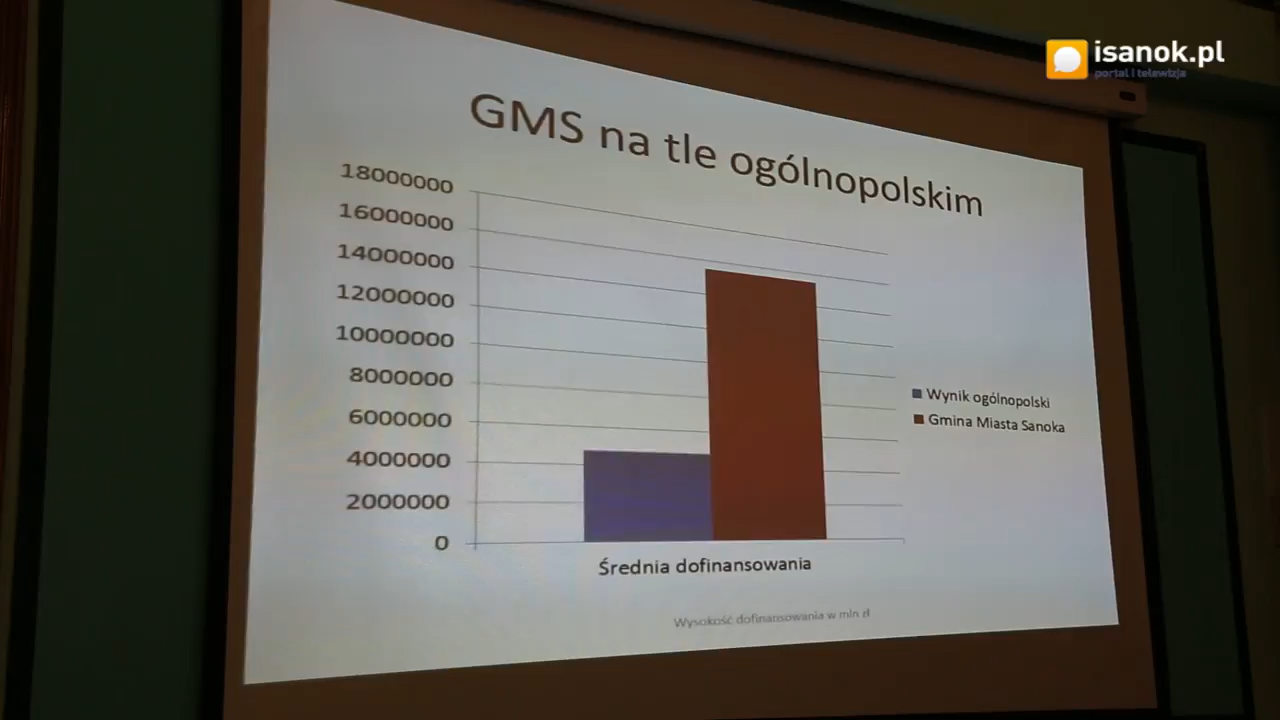 isanok.pl
portal i telewizja
GMS na tle ogólnopolskim
18000000
16000000
14000000
12000000
10000000
8000000
6000000
4000000
2000000
0
Wynik ogólnopolski
Gmina Miasta Sanoka
Średnia dofinansowania
Wysokość dofinansowania w mln zł